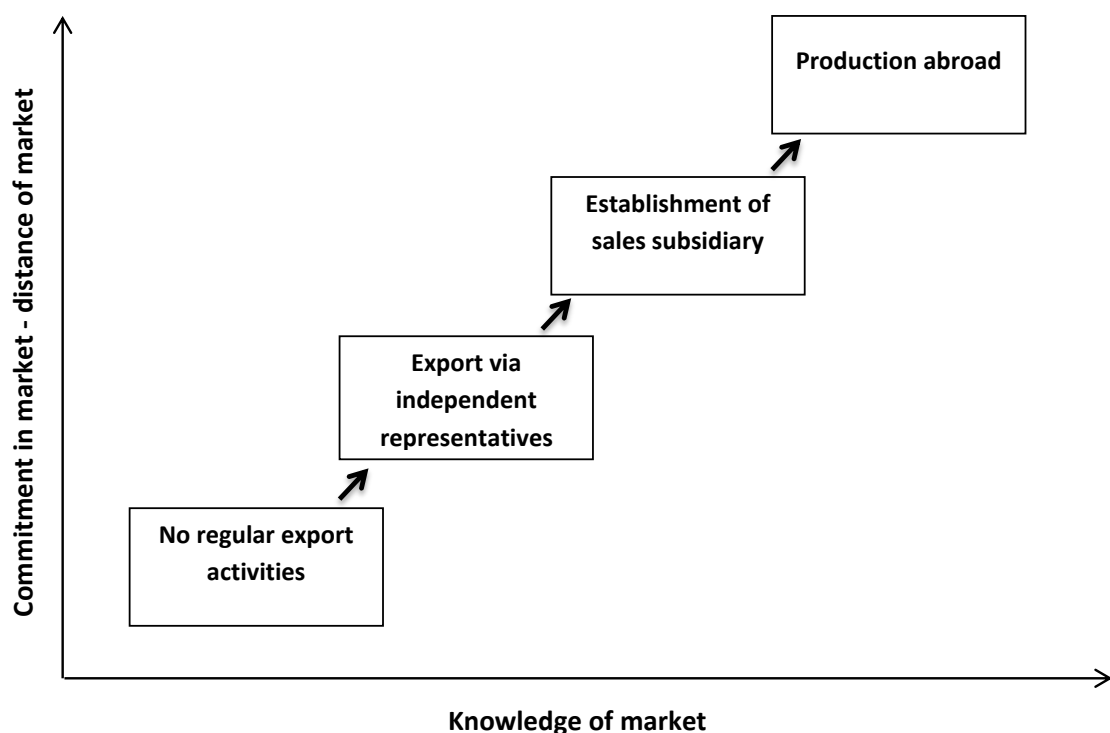 Production abroad
Establishment of
sales subsidiary
Export via
independent
representatives
No regular export
activities
Commitment in market - distance of market
Knowledge of market